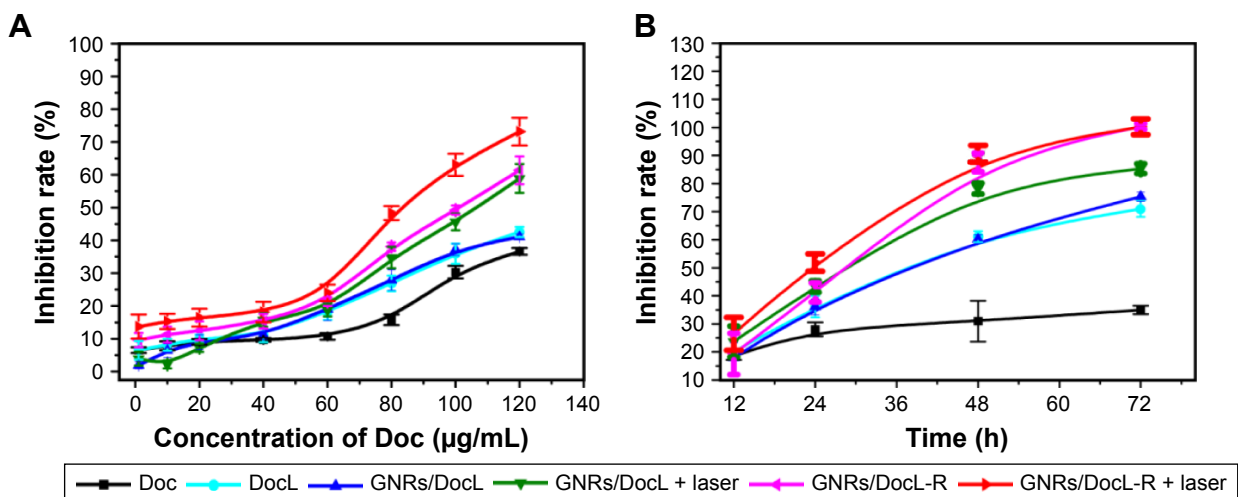 A
B
Inhibition rate (%)
100
90
80
70
60
50
40
30
20
10
0
0 20 40 60 80 100 120 140
Concentration of Doc (µg/mL)
Inhibition rate (%)
130
120
110
100
90
80
70
60
50
40
30
20
10
12 24 36 48 60 72
Time (h)
Doc DocL GNRs/DocL GNRs/DocL + laser GNRs/DocL-R GNRs/DocL-R + laser